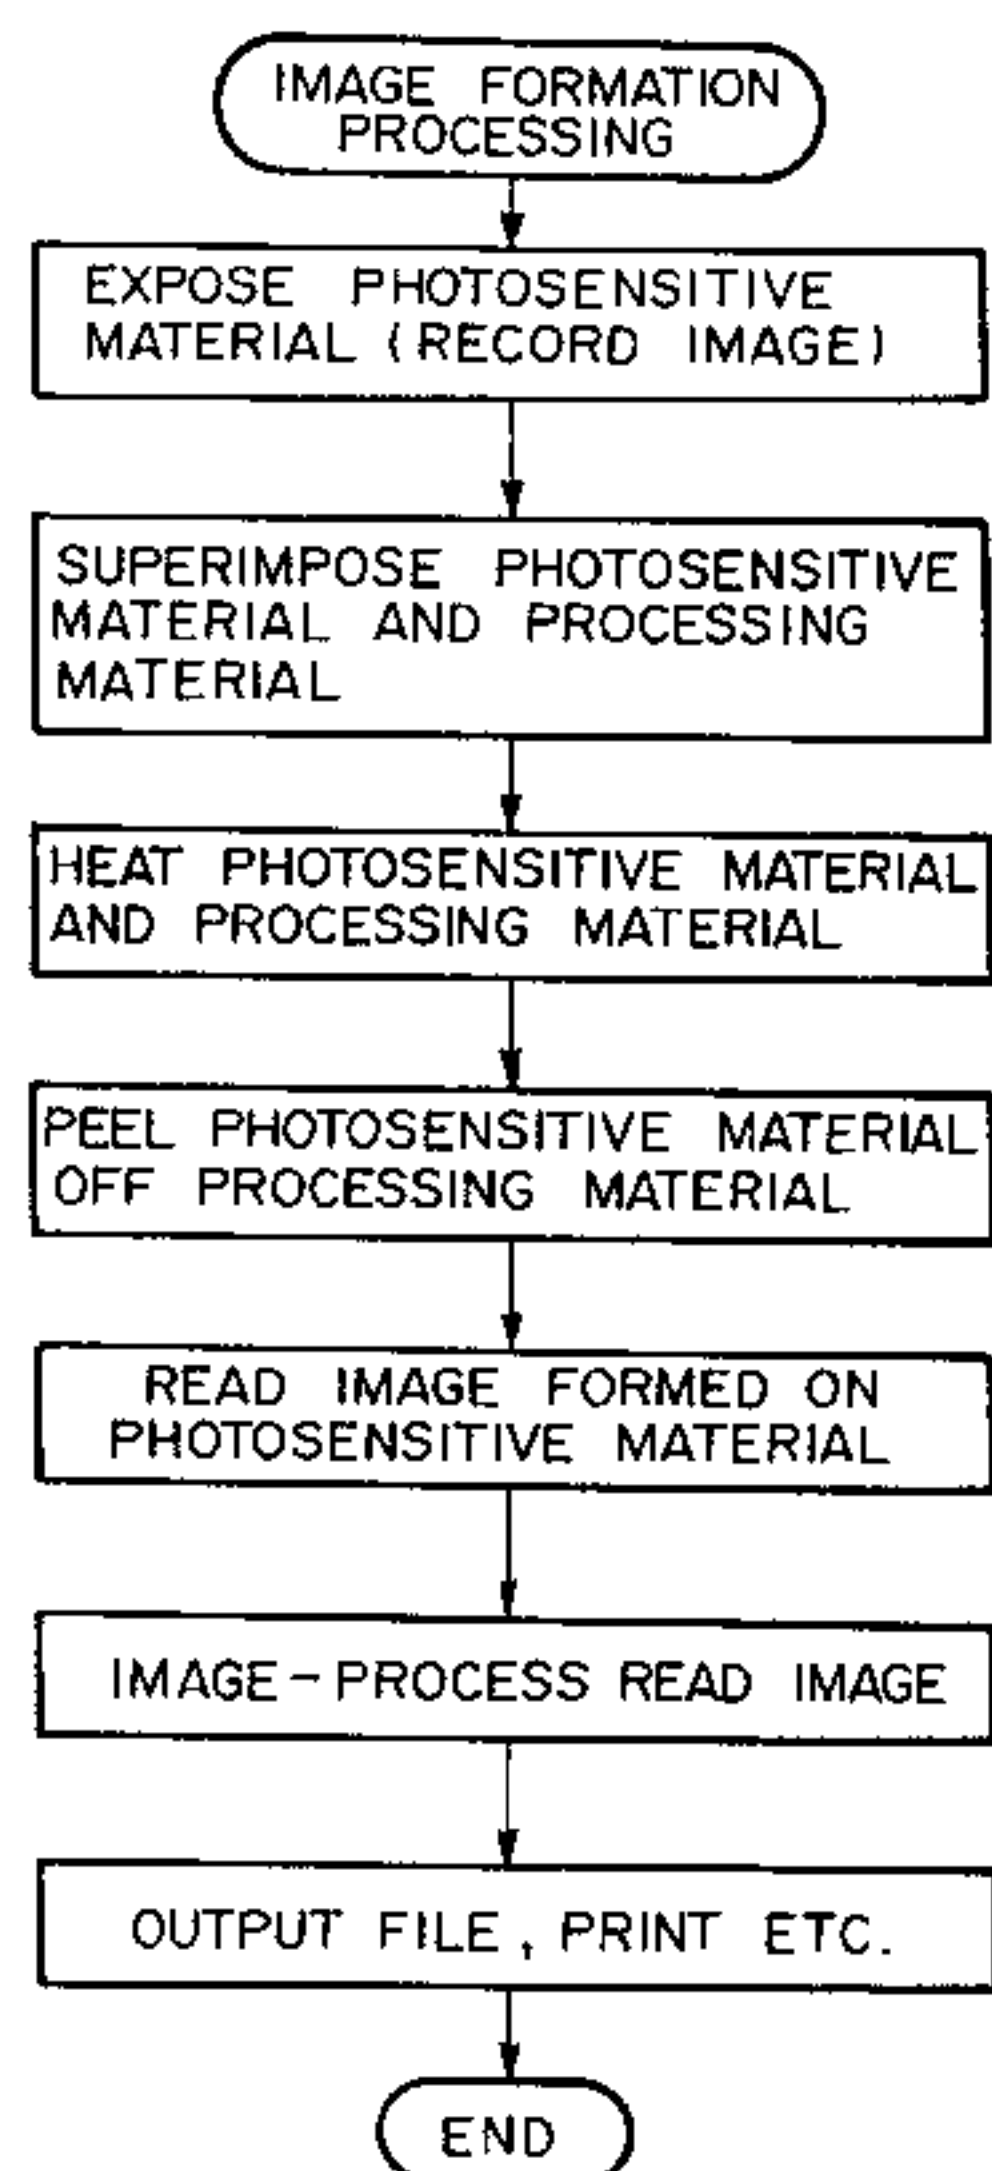 IMAGE FORMATION
PROCESSING
EXPOSE PHOTOSENSITIVE
MATERIAL (RECORD IMAGE)
SUPERIMPOSE PHOTOSENSITIVE
MATERIAL AND PROCESSING
MATERIAL
HEAT PHOTOSENSITIVE MATERIAL
AND PROCESSING MATERIAL
PEEL PHOTOSENSITIVE MATERIAL
OFF PROCESSING MATERIAL
READ IMAGE FORMED ON
PHOTOSENSITIVE MATERIAL
IMAGE-PROCESS READ IMAGE
OUTPUT FILE, PRINT ETC.
END